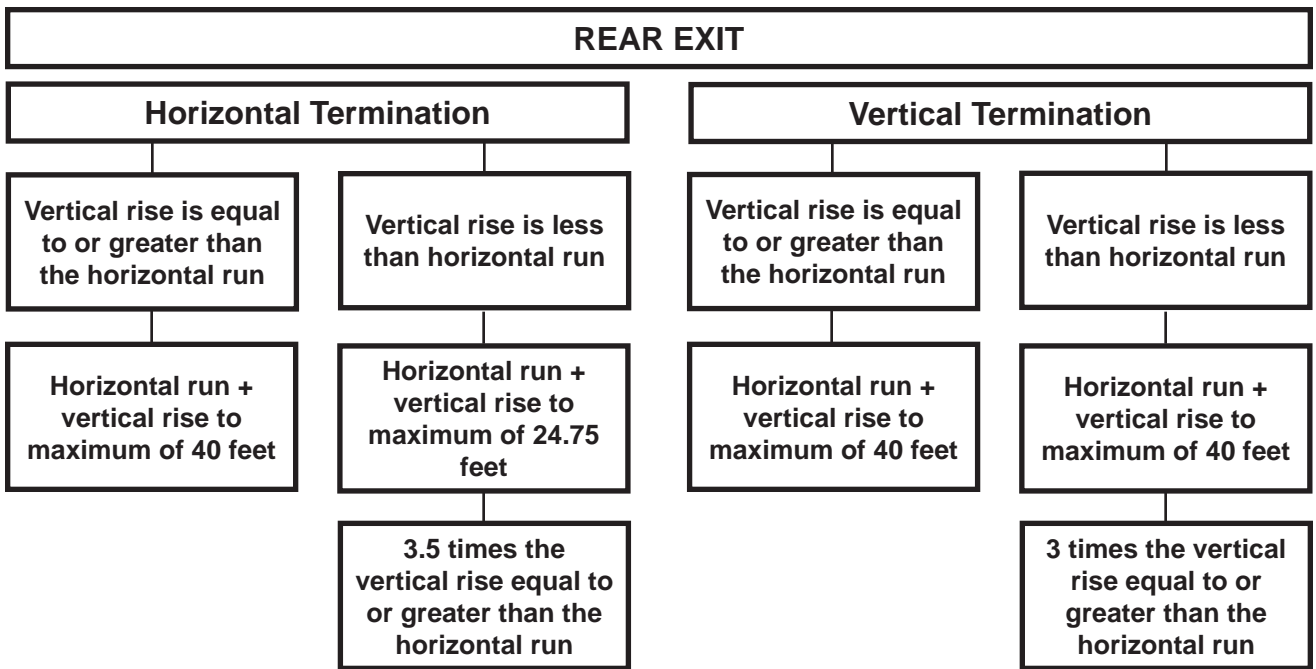 REAR EXIT
Horizontal Termination
Vertical rise is equal
to or greater than
the horizontal run
Horizontal run +
vertical rise to
maximum of 40 feet
Vertical rise is less
than horizontal run
Horizontal run +
vertical rise to
maximum of 24.75
feet
3.5 times the
vertical rise equal to
or greater than the
horizontal run
Vertical Termination
Vertical rise is equal
to or greater than
the horizontal run
Horizontal run +
vertical rise to
maximum of 40 feet
Vertical rise is less
than horizontal run
Horizontal run +
vertical rise to
maximum of 40 feet
3 times the vertical
rise equal to or
greater than the
horizontal run